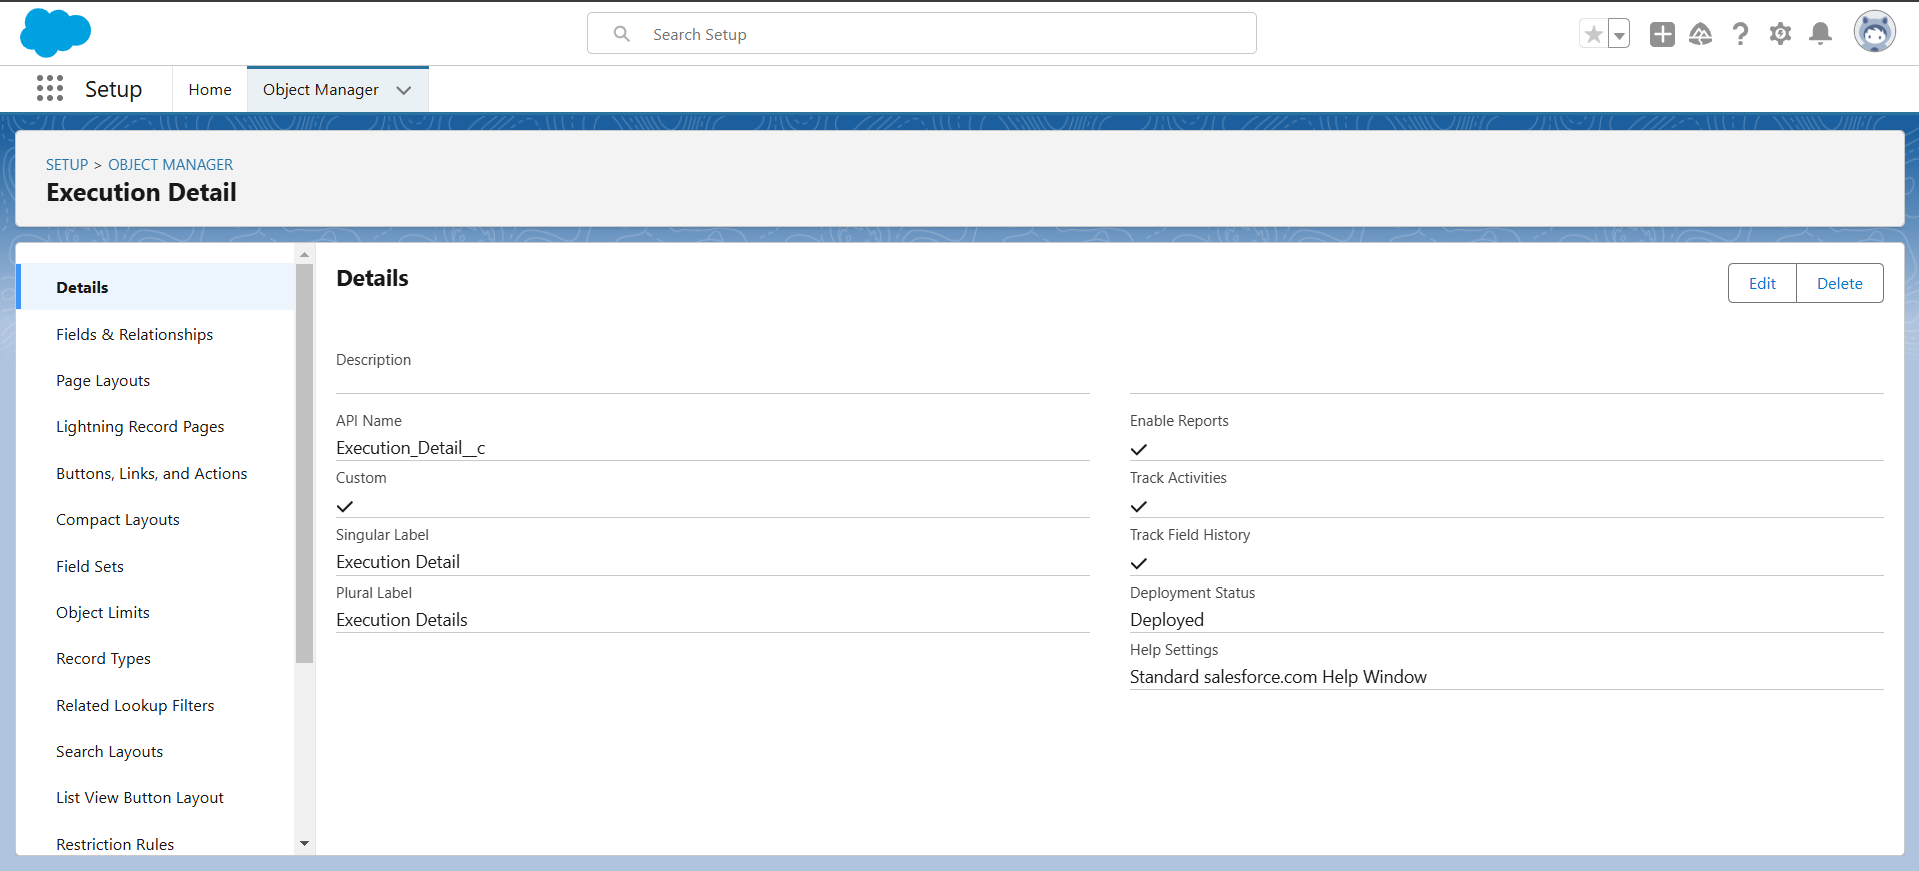 Search Setup
Setup
Home
Object Manager
SETUP > OBJECT MANAGER
Execution Detail
Details
Fields & Relationships
Page Layouts
Lightning Record Pages
Buttons, Links, and Actions
Compact Layouts
Field Sets
Object Limits
Record Types
Related Lookup Filters
Search Layouts
List View Button Layout
Restriction Rules
Details
Edit
Delete
Description
API Name
Execution_Detail__c
Custom
Singular Label
Execution Detail
Plural Label
Execution Details
Enable Reports
Track Activities
Track Field History
Deployment Status
Deployed
Help Settings
Standard salesforce.com Help Window